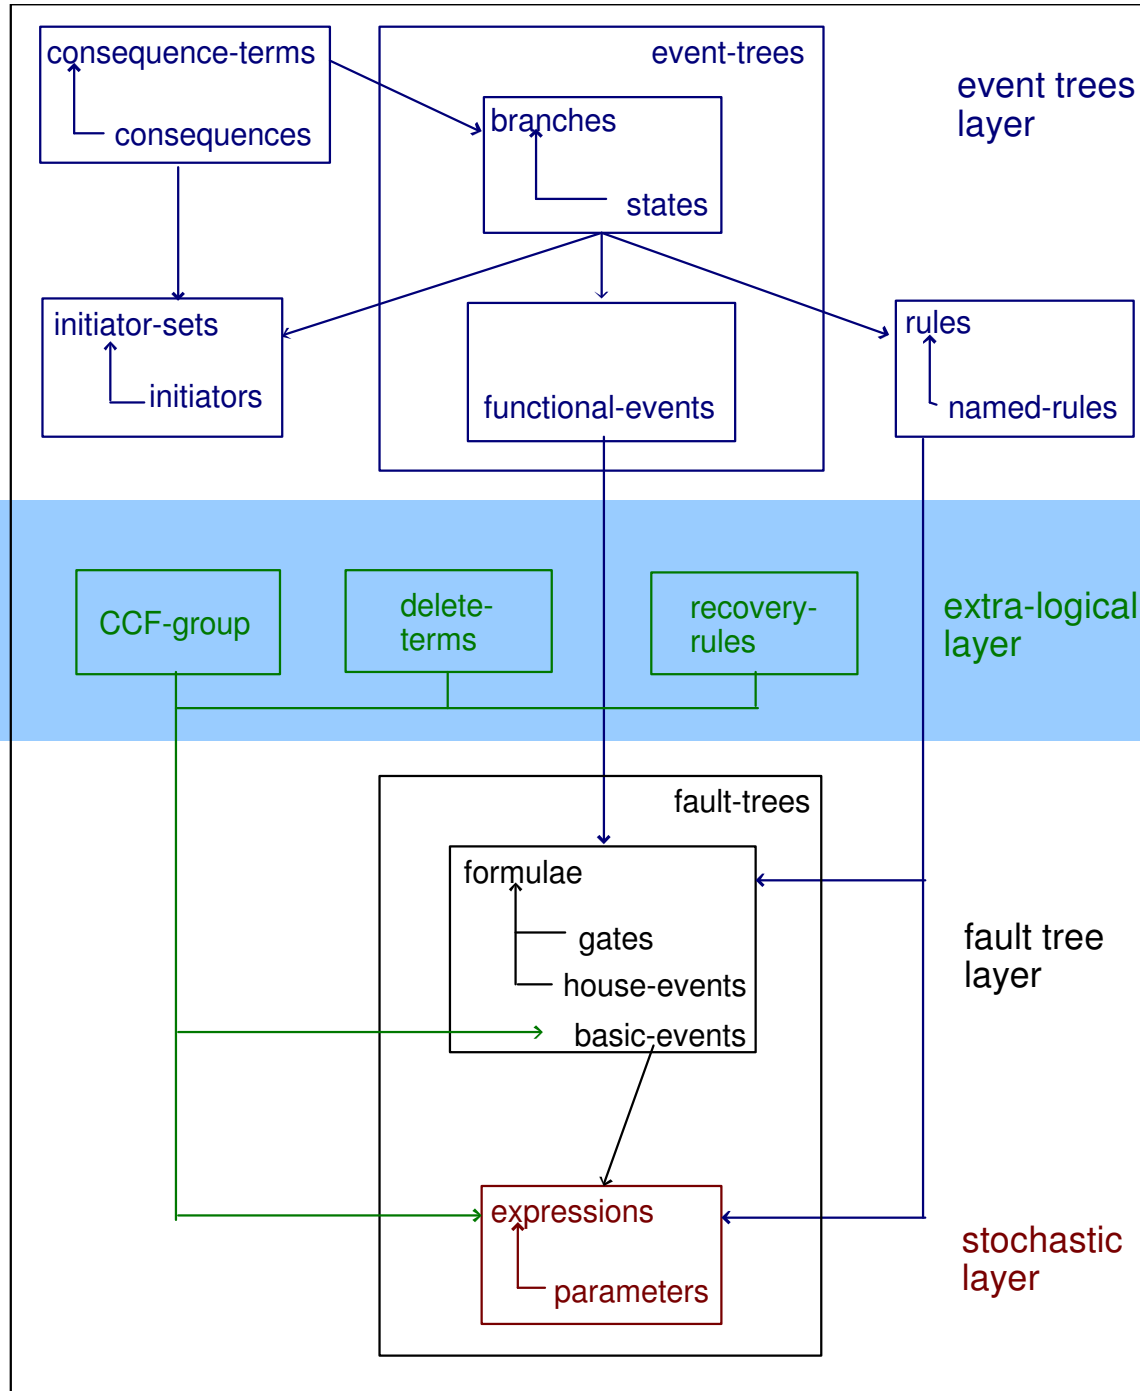 consequence-terms
consequences
event-trees
branches
states
event trees
layer
initiator-sets
initiators
functional-events
rules
named-rules
CCF-group
delete-
terms
recovery-
rules
extra-logical
layer
fault-trees
formulae
gates
house-events
basic-events
fault tree
layer
expressions
parameters
stochastic
layer